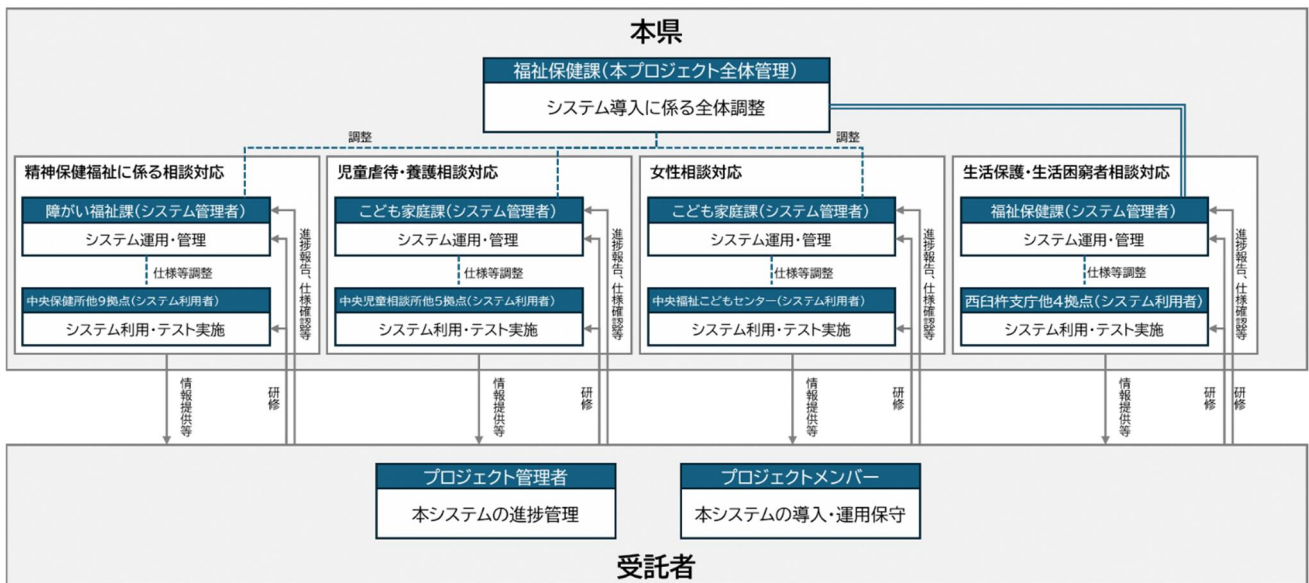 本県
福祉保健課(本プロジェクト全体管理)
システム導入に係る全体調整
調整
調整
精神保健福祉に係る相談対応
障がい福祉課(システム管理者)
システム運用・管理
仕様等調整
中央保健所他9拠点(システム利用者)
システム利用・テスト実施
進捗報告、仕様確認等
児童虐待・養護相談対応
こども家庭課(システム管理者)
システム運用・管理
仕様等調整
中央児童相談所他5拠点(システム利用者)
システム利用・テスト実施
進捗報告、仕様確認等
女性相談対応
こども家庭課(システム管理者)
システム運用・管理
仕様等調整
中央福祉こどもセンター(システム利用者)
システム利用・テスト実施
進捗報告、仕様確認等
生活保護・生活困窮者相談対応
福祉保健課(システム管理者)
システム運用・管理
仕様等調整
西臼杵支庁他4拠点(システム利用者)
システム利用・テスト実施
進捗報告、仕様確認等
情報提供等
研修
情報提供等
研修
情報提供等
研修
情報提供等
研修
研修
プロジェクト管理者
本システムの進捗管理
プロジェクトメンバー
本システムの導入・運用保守
受託者